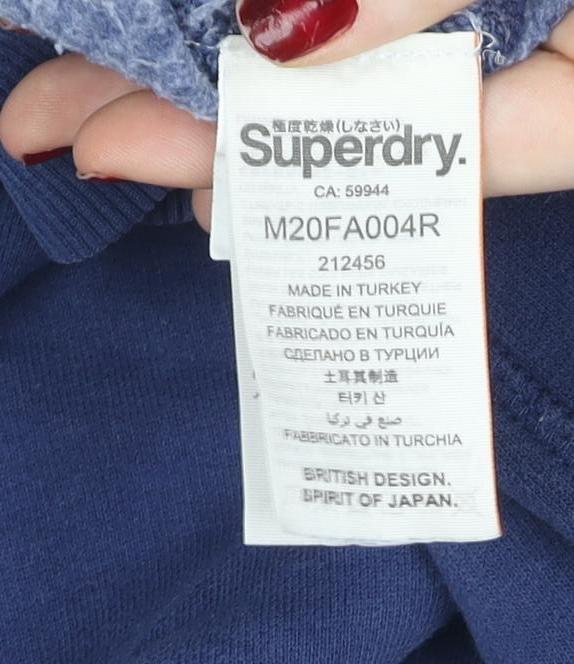 極度乾燥(しなさい)
Superdry.
CA: 59944
M20FA004R
212456
MADE IN TURKEY
FABRIQUÉ EN TURQUIE
FABRICADO EN TURQUÍA
СДЕЛАНО В ТУРЦИИ
土耳其制造
터키 산
صنع في تركيا
FABBRICATO IN TURCHIA
BRITISH DESIGN.
SPIRIT OF JAPAN.